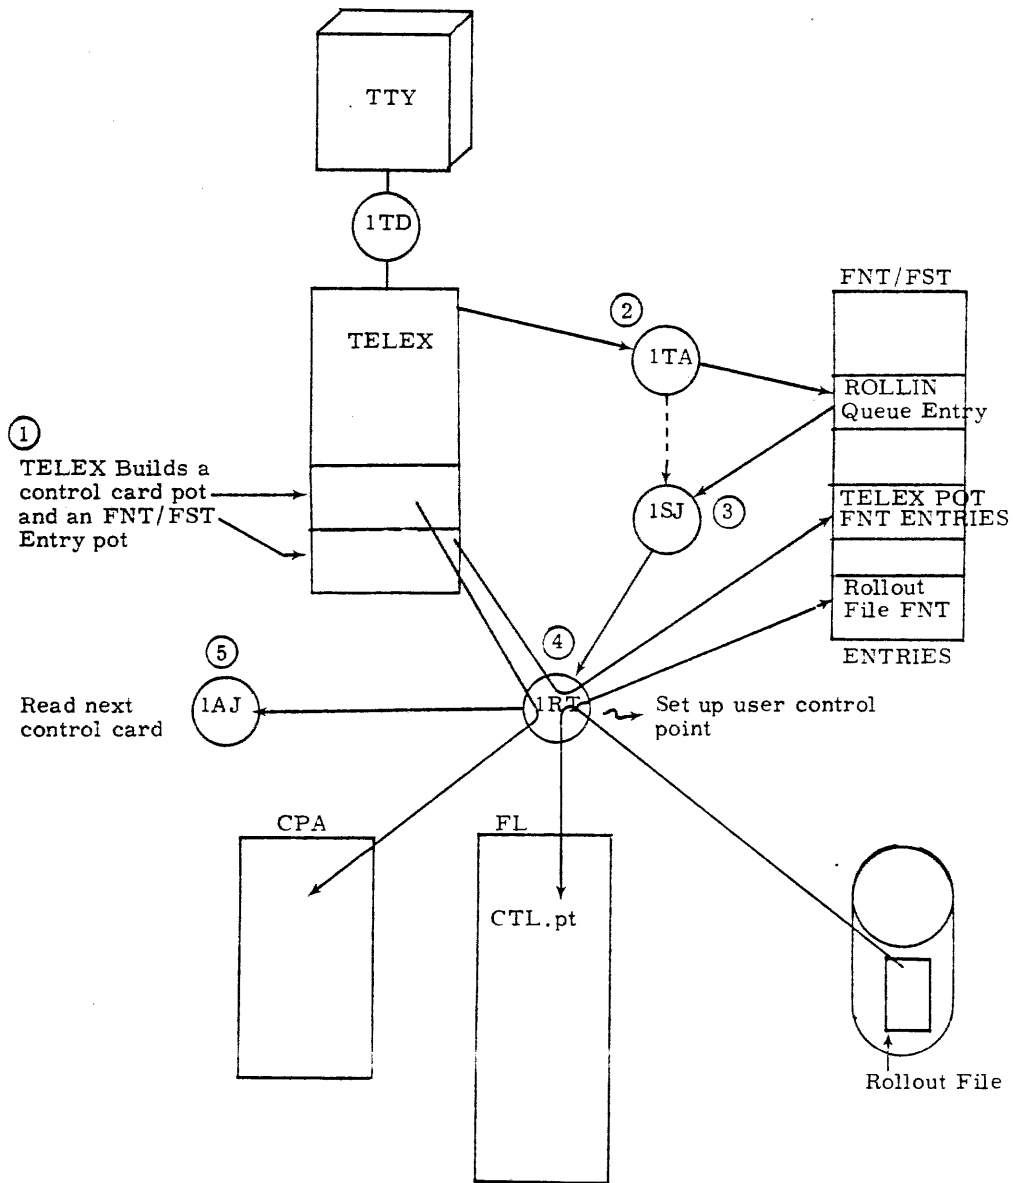 TTY
1TD
FNT/FST
TELEX
2
1TA
ROLLIN
Queue Entry
1
TELEX Builds a
control card pot
and an FNT/FST
Entry pot
1SJ
3
TELEX POT
FNT ENTRIES
Rollout
File FNT
ENTRIES
5
4
1AJ
Read next
control card
1RT
Set up user control
point
CPA
FL
CTL.pt
Rollout File